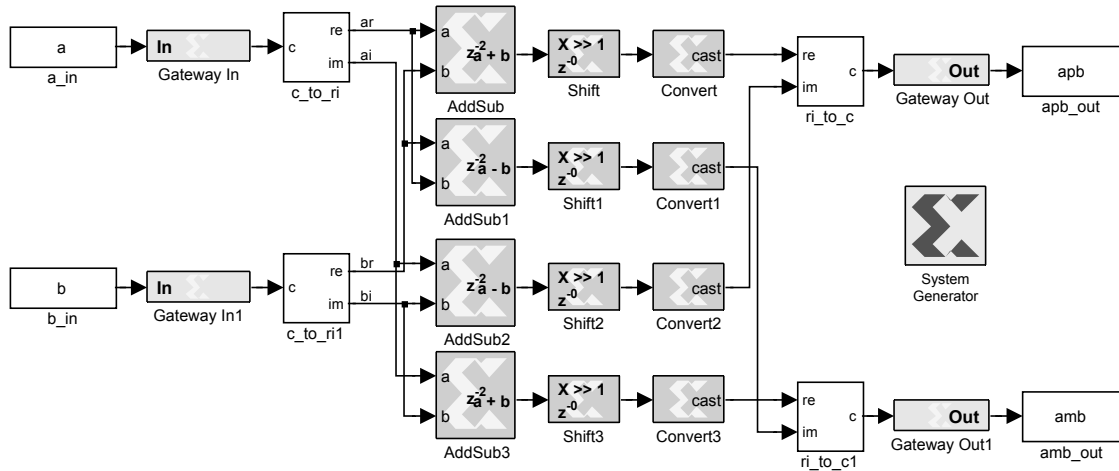 a
a_in
In
Gateway In
c
re
im
c_to_ri
ar
ai
a
b
z⁻²
a + b
AddSub
X >> 1
z⁻⁰
Shift
cast
Convert
re
im
c
ri_to_c
Out
Gateway Out
apb
apb_out
a
b
z⁻²
a - b
AddSub1
X >> 1
z⁻⁰
Shift1
cast
Convert1
System
Generator
b
b_in
In
Gateway In1
c
re
im
c_to_ri1
br
bi
a
b
z⁻²
a - b
AddSub2
X >> 1
z⁻⁰
Shift2
cast
Convert2
a
b
z⁻²
a + b
AddSub3
X >> 1
z⁻⁰
Shift3
cast
Convert3
re
im
c
ri_to_c1
Out
Gateway Out1
amb
amb_out